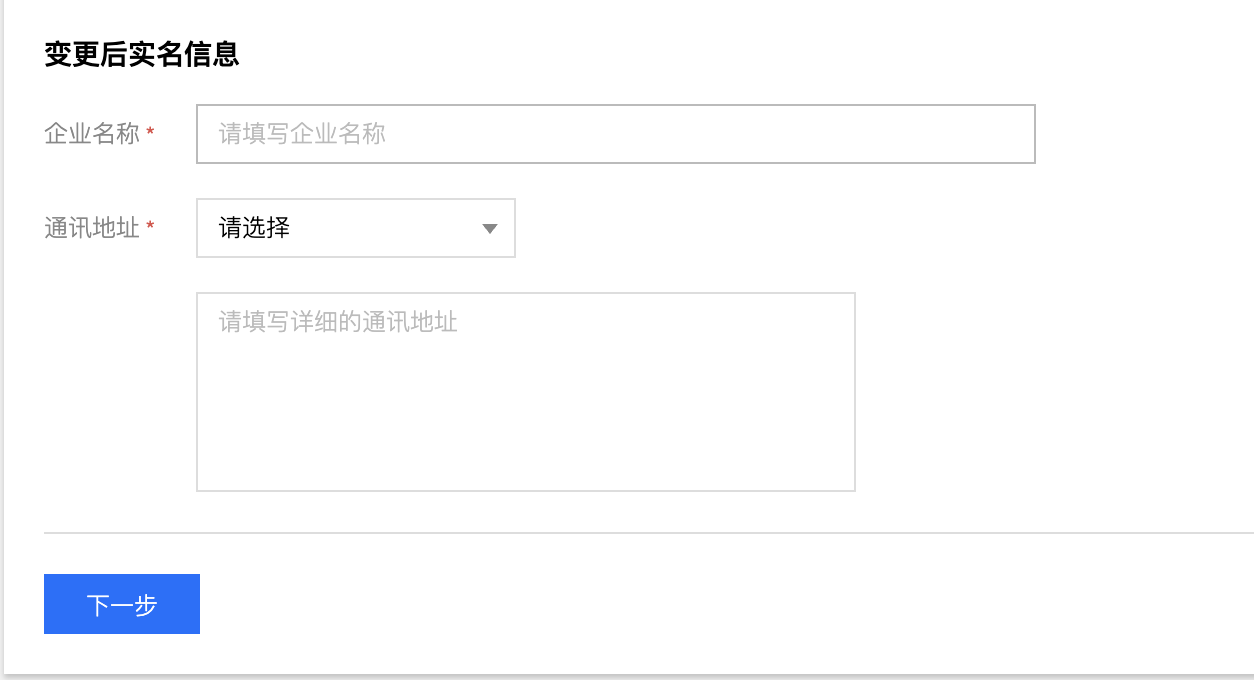 变更后实名信息
企业名称 * 请填写企业名称
通讯地址 * 请选择
请填写详细的通讯地址
下一步